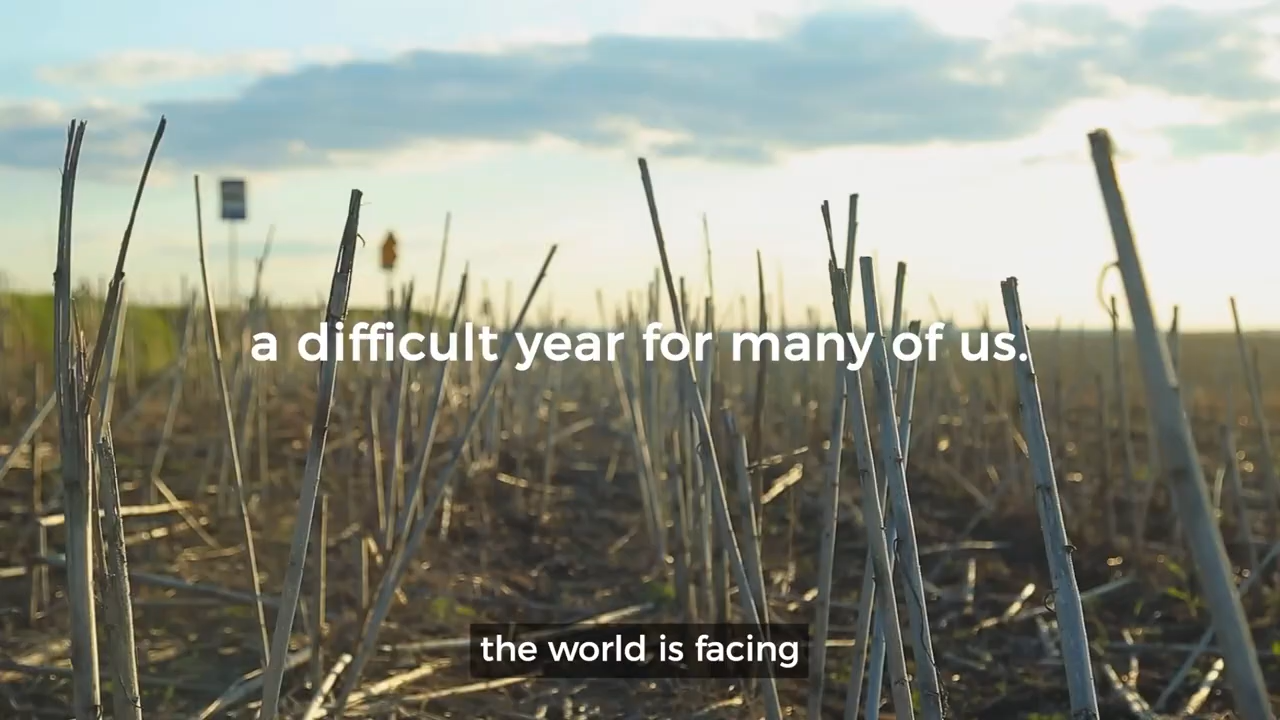 a difficult year for many of us.
the world is facing